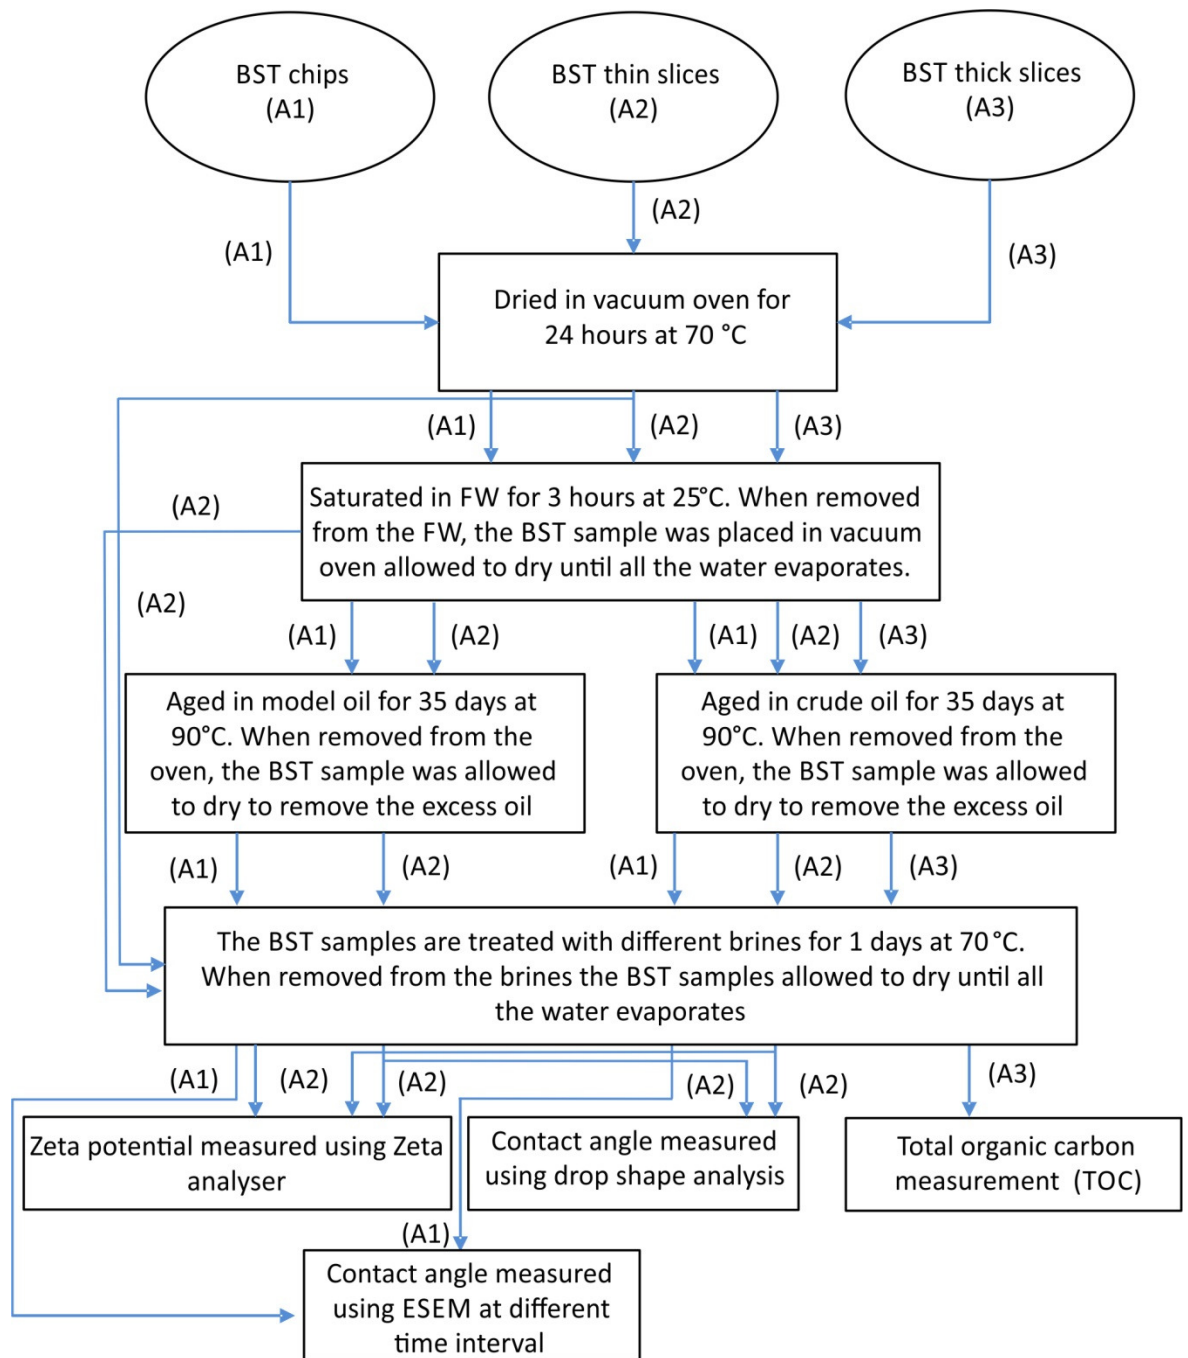 BST chips
(A1)
BST thin slices
(A2)
BST thick slices
(A3)
(A1)
(A2)
(A3)
Dried in vacuum oven for
24 hours at 70 °C
(A1)
(A2)
(A3)
(A2)
(A2)
Saturated in FW for 3 hours at 25°C. When removed
from the FW, the BST sample was placed in vacuum
oven allowed to dry until all the water evaporates.
(A1)
(A2)
(A1)
(A2)
(A3)
Aged in model oil for 35 days at
90°C. When removed from the
oven, the BST sample was allowed
to dry to remove the excess oil
Aged in crude oil for 35 days at
90°C. When removed from the
oven, the BST sample was allowed
to dry to remove the excess oil
(A1)
(A2)
(A1)
(A2)
(A3)
The BST samples are treated with different brines for 1 days at 70 °C.
When removed from the brines the BST samples allowed to dry until all
the water evaporates
(A1)
(A2)
(A2)
(A2)
(A2)
(A3)
Zeta potential measured using Zeta
analyser
Contact angle measured
using drop shape analysis
Total organic carbon
measurement (TOC)
(A1)
Contact angle measured
using ESEM at different
time interval